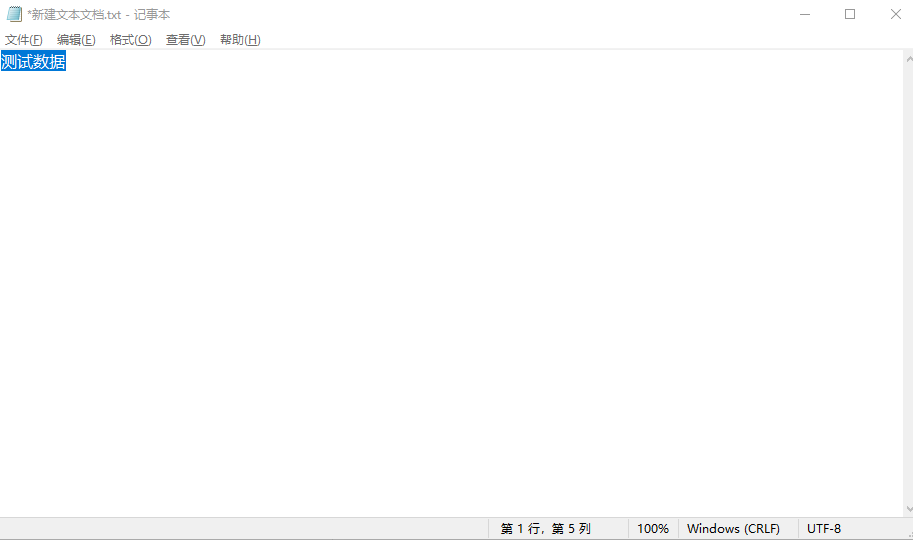 *新建文本文档.txt - 记事本
文件(F) 编辑(E) 格式(O) 查看(V) 帮助(H)
测试数据
第 1 行，第 5 列 100% Windows (CRLF) UTF-8